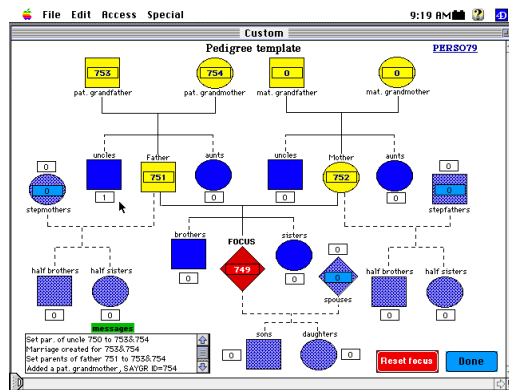 File Edit Access Special 9:19 AM
Custom
Pedigree template PERSO79
753 754 0 0
pat. grandfather pat. grandmother mat. grandfather mat. grandmother
uncles Father aunts uncles Mother aunts 0
0 751 0 0 752 0 0
stepmothers 1 0 0 0 stepfathers
brothers FOCUS sisters
0
half brothers half sisters 749 0 half brothers half sisters
0 0 spouses
0 0 0 0
messages
Set par. of uncle 750 to 753&754
Marriage created for 753&754
Set parents of father 751 to 753&754
Added a pat. grandmother, SAYGR ID=754
sons daughters
0 0
Reset focus Done